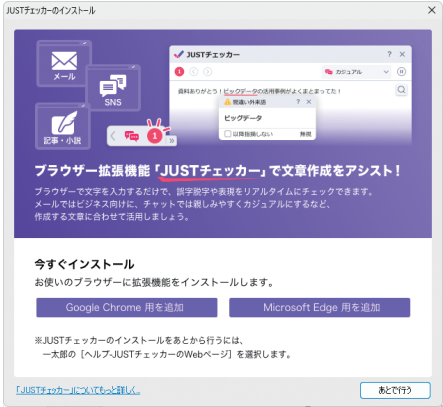 JUSTチェッカーのインストール
メール
SNS
記事・小説
JUSTチェッカー
カジュアル
資料ありがとう！ビッグデータの活用事例がよくまとまってた！
間違い外来語
ビッグデータ
以降指摘しない 無視
1
1
ブラウザー拡張機能「JUSTチェッカー」で文章作成をアシスト！
ブラウザーで文字を入力するだけで、誤字脱字や表現をリアルタイムにチェックできます。
メールではビジネス向けに、チャットでは親しみやすくカジュアルにするなど、
作成する文章に合わせて活用しましょう。
今すぐインストール
お使いのブラウザーに拡張機能をインストールします。
Google Chrome 用を追加
Microsoft Edge 用を追加
※JUSTチェッカーのインストールをあとから行うには、
一太郎の［ヘルプ-JUSTチェッカーのWebページ］を選択します。
「JUSTチェッカー」についてもっと詳しく...
あとで行う